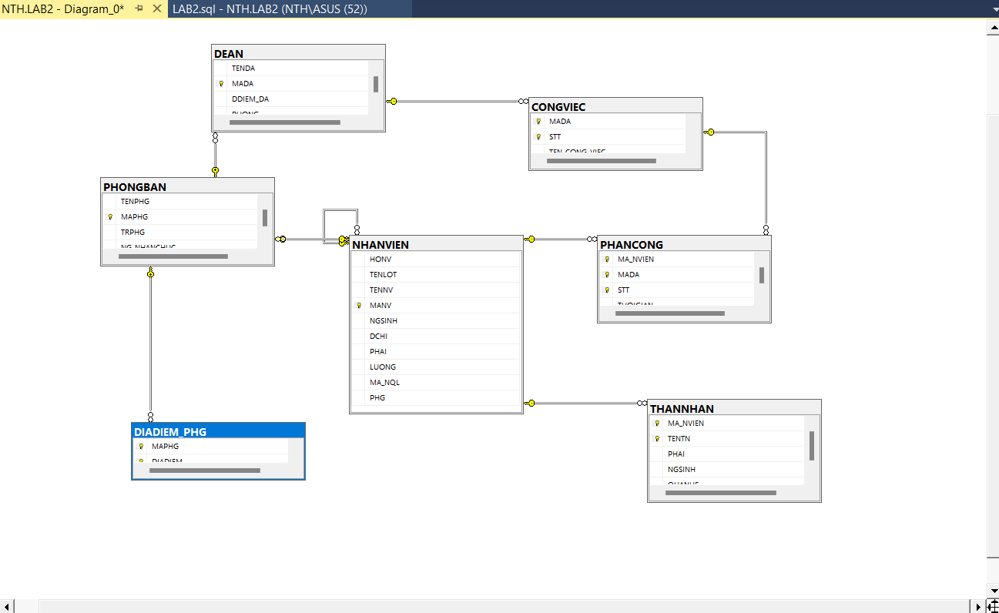 NTH.LAB2 - Diagram_0*
LAB2.sql - NTH.LAB2 (NTH\ASUS (52))
DEAN
TENDA
MADA
DDIEM_DA
PHONG
CONGVIEC
MADA
STT
TEN_CONG_VIEC
PHONGBAN
TENPHG
MAPHG
TRPHG
NG_NHANCHUC
NHANVIEN
HONV
TENLOT
TENNV
MANV
NGSINH
DCHI
PHAI
LUONG
MA_NQL
PHG
PHANCONG
MA_NVIEN
MADA
STT
THOIGIAN
DIADIEM_PHG
MAPHG
DIADIEM
THANNHAN
MA_NVIEN
TENTN
PHAI
NGSINH
QUANHE